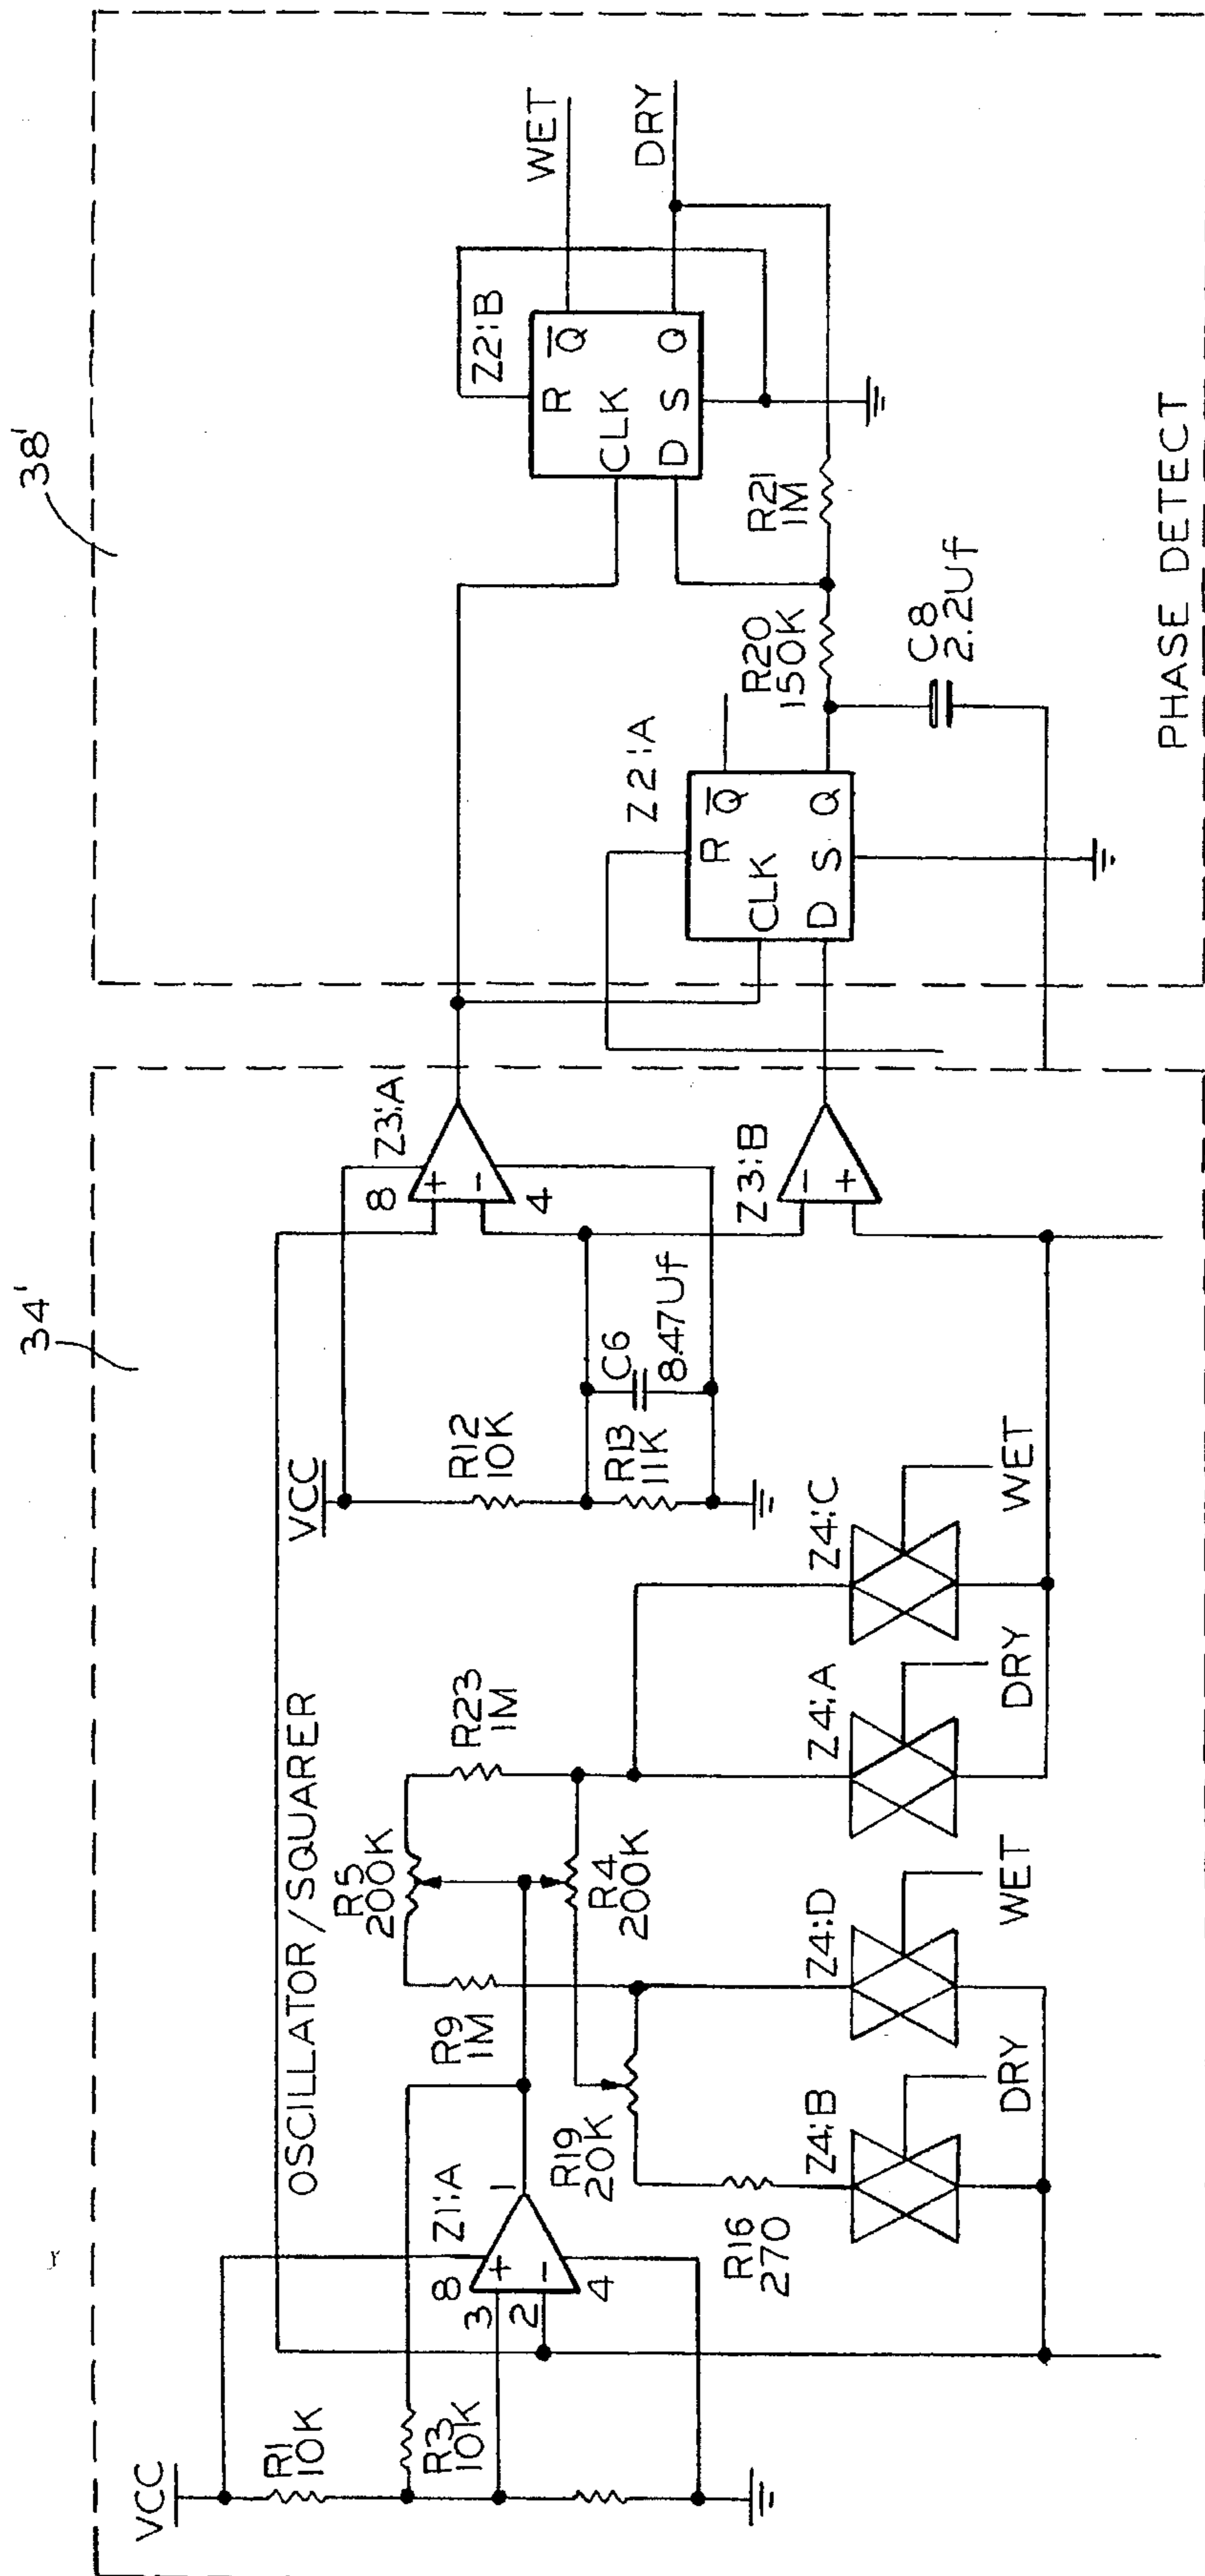 34'
38'
OSCILLATOR/SQUARER
VCC
R1
10K
R3
10K
8
3
2
4
Z1:A
1
R9
1M
R5
200K
R23
1M
R4
200K
R19
20K
R16
270
Z4:B
DRY
Z4:D
WET
Z4:A
DRY
Z4:C
WET
VCC
R12
10K
R13
11K
C6
8.47Uf
8
+
-
4
Z3:A
Z3:B
-
+
+
-
Z2:A
R
Q
CLK
D
S
Q
R20
150K
C8
2.2Uf
R21
1M
Z2:B
R
Q
CLK
D
S
Q
WET
DRY
PHASE DETECT